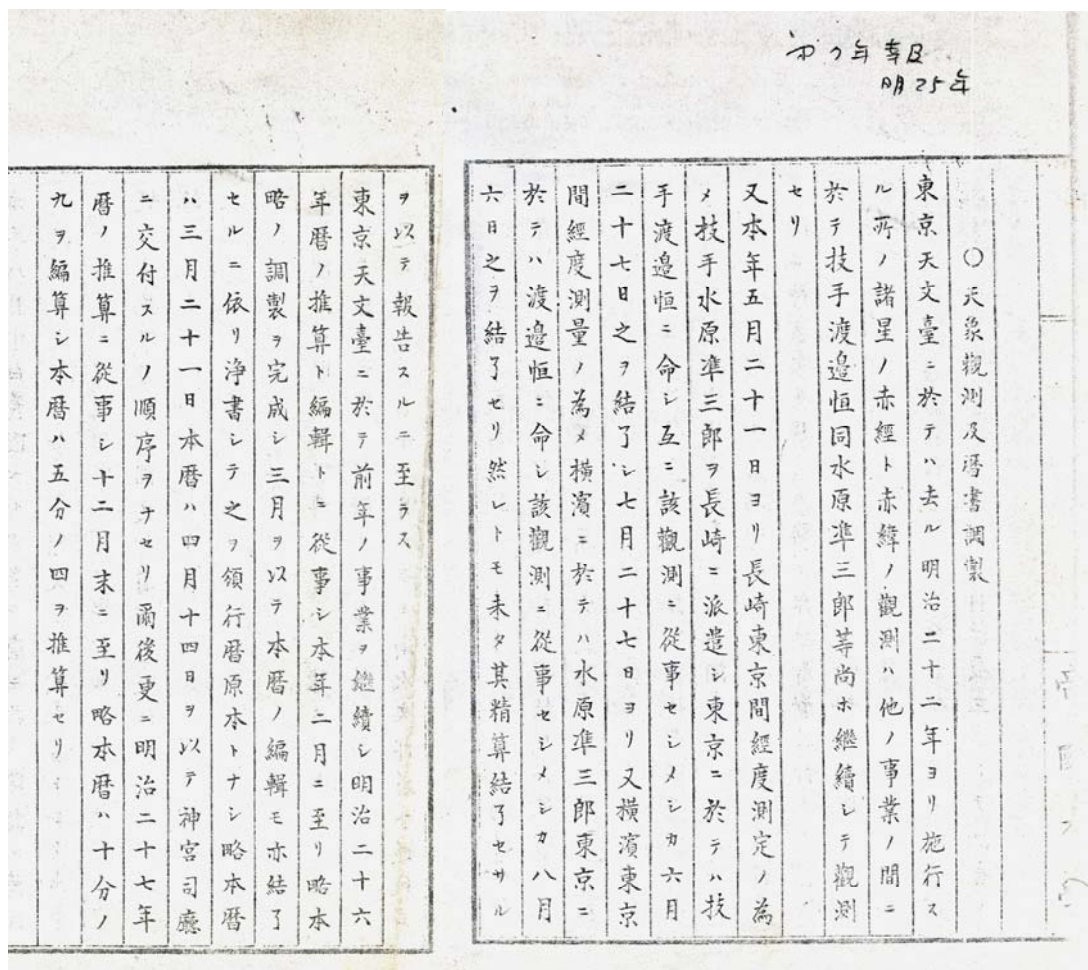 年報
明25年
〇天象觀測及曆書調製
東京天文臺ニ於テハ去ル明治二十二年ヨリ施行ス
ル所ノ諸星ノ赤經ト赤緯ノ觀測ハ他ノ事業ノ間ニ
於テ技手渡邉恒同水原準三郎等尚ホ繼續シテ觀測
セリ
又本年五月二十一日ヨリ長崎東京間經度測定ノ為
メ技手水原準三郎ヲ長崎ニ派遣シ東京ニ於テハ技
手渡邉恒ニ命シ互ニ該觀測ニ從事セシメシカ六月
二十七日之ヲ結了シ七月二十七日ヨリ又橫濱東京
間經度測量ノ為メ橫濱ニ於テハ水原準三郎東京ニ
於テハ渡邉恒ニ命シ該觀測ニ從事セシメシカ八月
六日之ヲ結了セリ然レトモ未タ其精算結了セサル
ヲ以テ報告スルニ至ラス
東京天文臺ニ於テ前年ノ事業ヲ繼續シ明治二十六
年曆ノ推算ト編輯トニ從事シ本年二月ニ至リ略本
略ノ調製ヲ完成シ三月ヲ以テ本曆ノ編輯モ亦結了
セルニ依リ浄書シテ之ヲ頒行曆原本トナシ略本曆
ハ三月二十一日本曆ハ四月十四日ヲ以テ神宮司廳
ニ交付スルノ順序ヲナセリ爾後更ニ明治二十七年
曆ノ推算ニ從事シ十二月末ニ至リ略本曆ハ十分ノ
九ヲ編算シ本曆ハ五分ノ四ヲ推算セリ